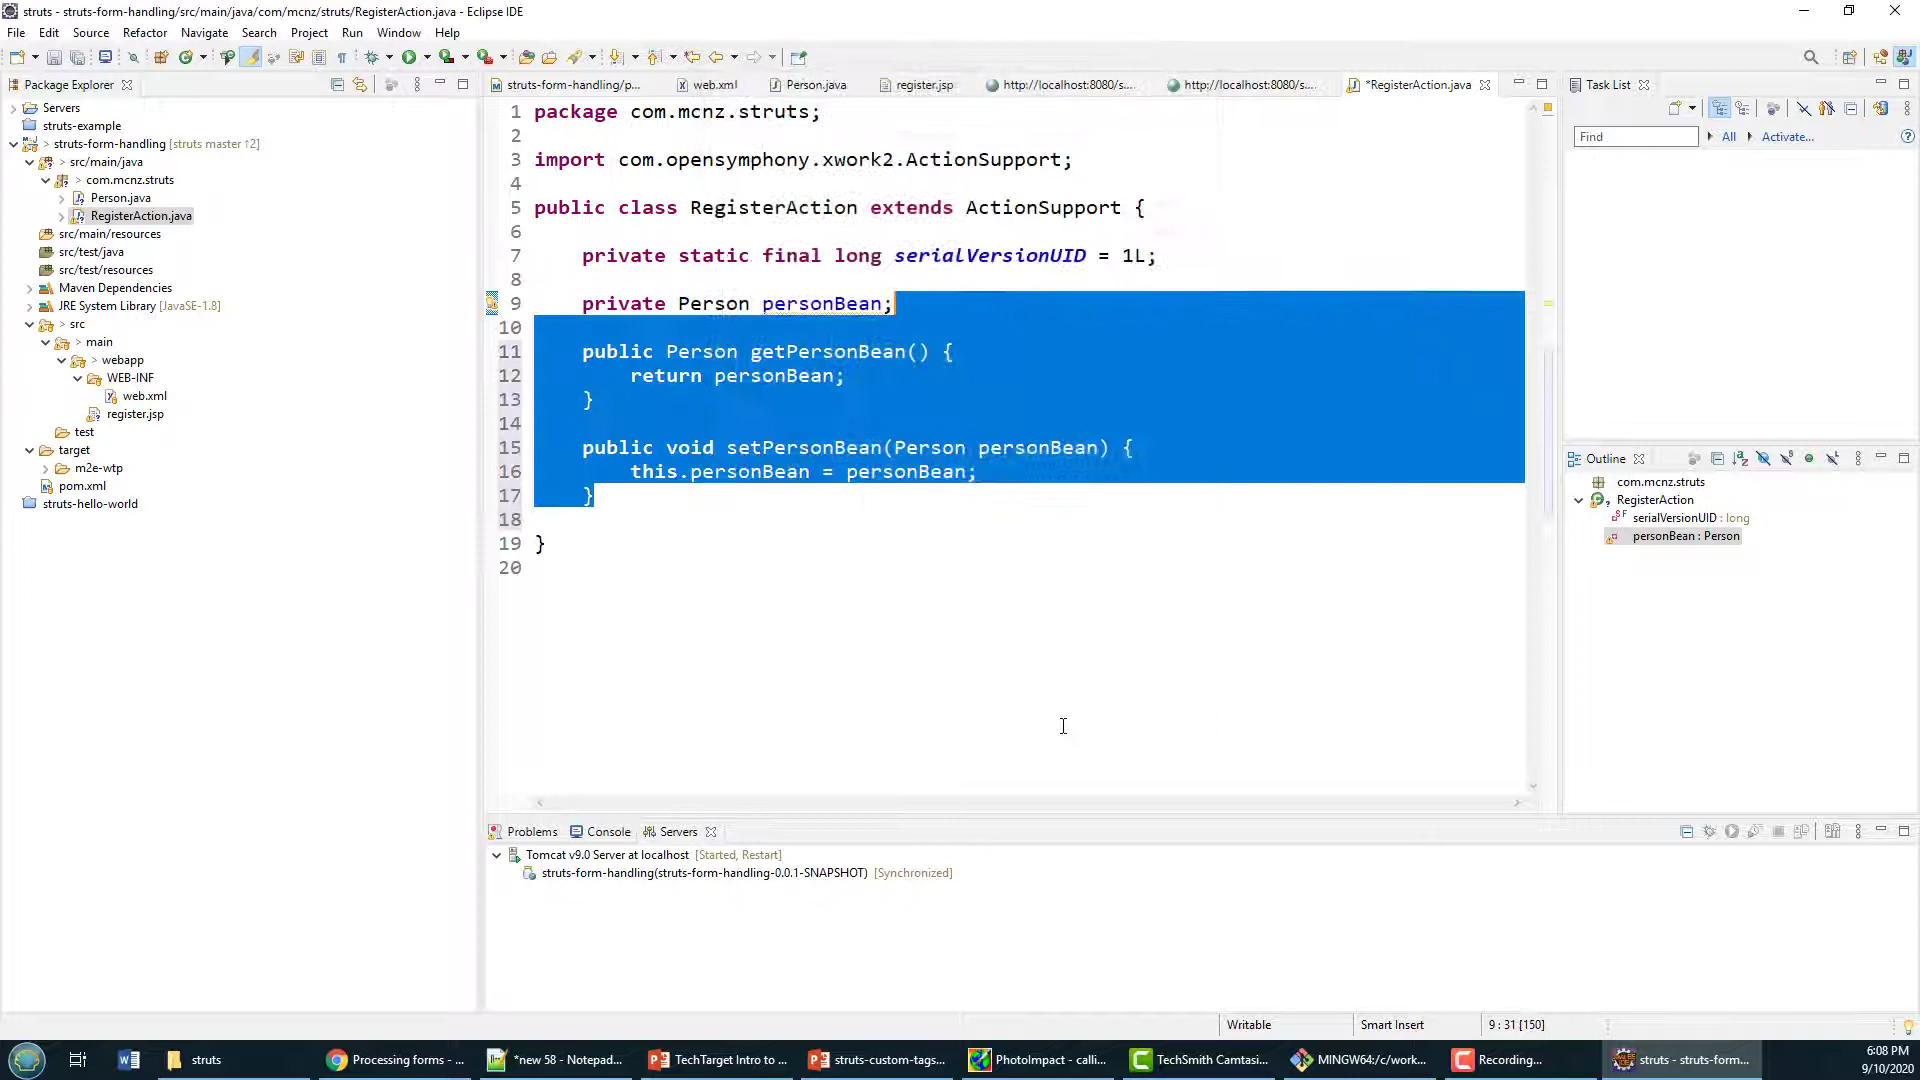 struts - struts-form-handling/src/main/java/com/mcnz/struts/RegisterAction.java - Eclipse IDE
File Edit Source Refactor Navigate Search Project Run Window Help
Package Explorer
Servers
struts-example
> struts-form-handling [struts master ↑2]
> src/main/java
> com.mcnz.struts
Person.java
RegisterAction.java
src/main/resources
src/test/java
src/test/resources
Maven Dependencies
JRE System Library [JavaSE-1.8]
> src
> main
> webapp
> WEB-INF
web.xml
register.jsp
test
target
m2e-wtp
pom.xml
struts-hello-world
struts-form-handling/p... web.xml Person.java register.jsp http://localhost:8080/s... http://localhost:8080/s... *RegisterAction.java
1 package com.mcnz.struts;
2
3 import com.opensymphony.xwork2.ActionSupport;
4
5 public class RegisterAction extends ActionSupport {
6
7 private static final long serialVersionUID = 1L;
8
9 private Person personBean;
10
11 public Person getPersonBean() {
12 return personBean;
13 }
14
15 public void setPersonBean(Person personBean) {
16 this.personBean = personBean;
17 }
18
19 }
20
Task List
Find All Activate...
Outline
com.mcnz.struts
RegisterAction
serialVersionUID : long
personBean : Person
Problems Console Servers
Tomcat v9.0 Server at localhost [Started, Restart]
struts-form-handling(struts-form-handling-0.0.1-SNAPSHOT) [Synchronized]
Writable Smart Insert 9 : 31 [150]
struts Processing forms - ... *new 58 - Notepad... TechTarget Intro to ... struts-custom-tags... PhotoImpact - calli... TechSmith Camtasi... MINGW64:/c/work... Recording... struts - struts-form...
6:08 PM
9/10/2020